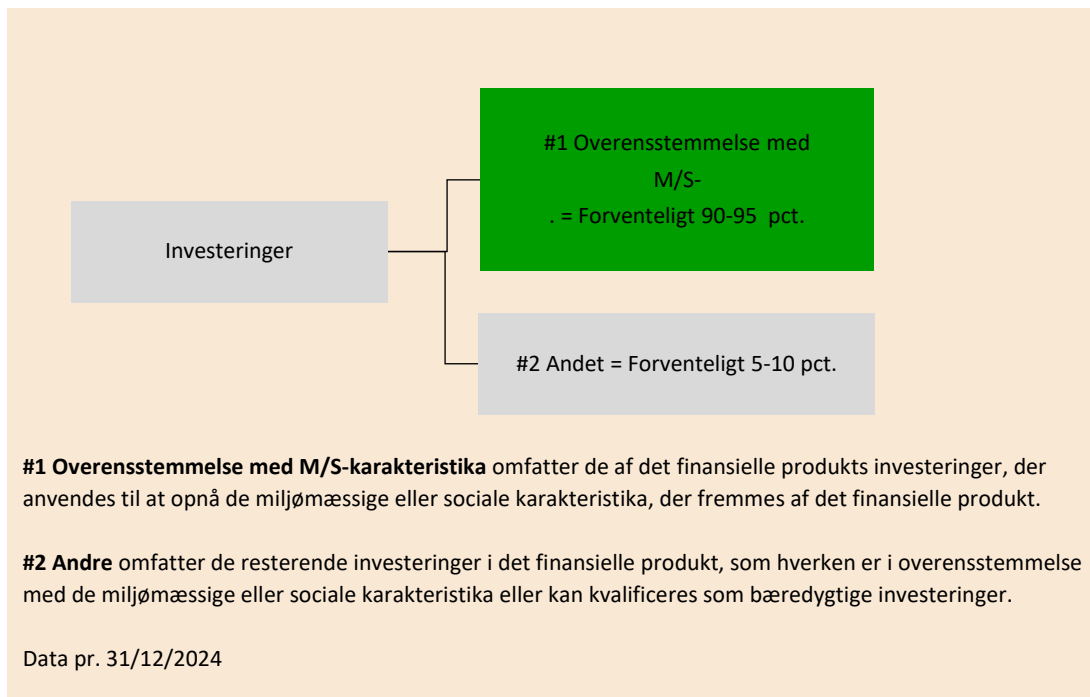 #1 Overensstemmelse med
M/S-
. = Forventeligt 90-95 pct.
Investeringer
#2 Andet = Forventeligt 5-10 pct.
#1 Overensstemmelse med M/S-karakteristika omfatter de af det finansielle produkts investeringer, der
anvendes til at opnå de miljømæssige eller sociale karakteristika, der fremmes af det finansielle produkt.
#2 Andre omfatter de resterende investeringer i det finansielle produkt, som hverken er i overensstemmelse
med de miljømæssige eller sociale karakteristika eller kan kvalificeres som bæredygtige investeringer.
Data pr. 31/12/2024